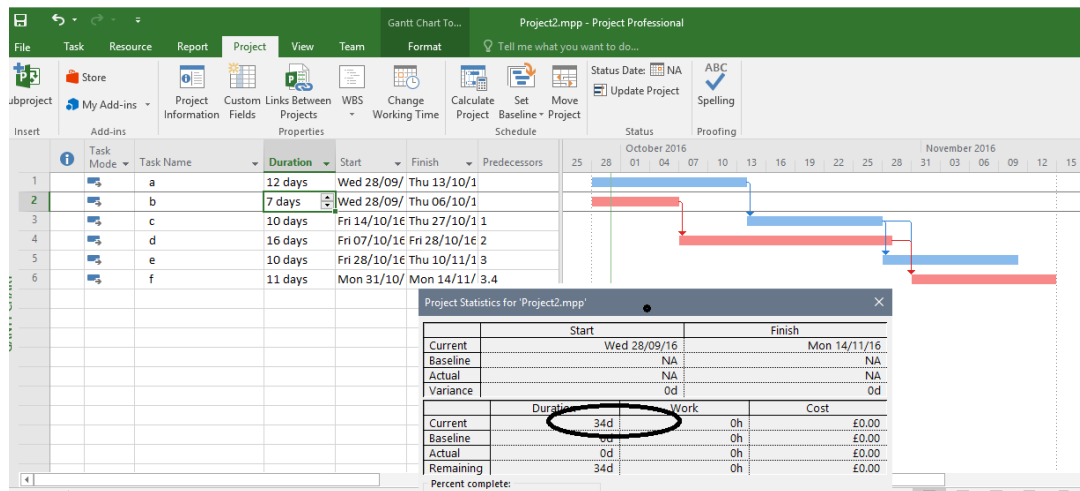 Gantt Chart To...
Project2.mpp - Project Professional
File Task Resource Report Project View Team Format Tell me what you want to do...
ubproject
Store
My Add-ins
Project Information
Custom Fields
Links Between Projects
WBS
Change Working Time
Calculate Project
Set Baseline
Move Project
Status Date: NA
Update Project
ABC
Spelling
Insert Add-ins Properties Schedule Status Proofing
October 2016 November 2016
Task Mode Task Name Duration Start Finish Predecessors 25 28 01 04 07 10 13 16 19 22 25 28 31 03 06 09 12 15
1 a 12 days Wed 28/09/ Thu 13/10/1
2 b 7 days Wed 28/09/ Thu 06/10/1
3 c 10 days Fri 14/10/16 Thu 27/10/1 1
4 d 16 days Fri 07/10/16 Fri 28/10/16 2
5 e 10 days Fri 28/10/16 Thu 10/11/1 3
6 f 11 days Mon 31/10/ Mon 14/11/ 3.4
Project Statistics for 'Project2.mpp'
Start Finish
Current Wed 28/09/16 Mon 14/11/16
Baseline NA NA
Actual NA NA
Variance 0d 0d
Duration Work Cost
Current 34d 0h £0.00
Baseline 0d 0h £0.00
Actual 0d 0h £0.00
Remaining 34d 0h £0.00
Percent complete: